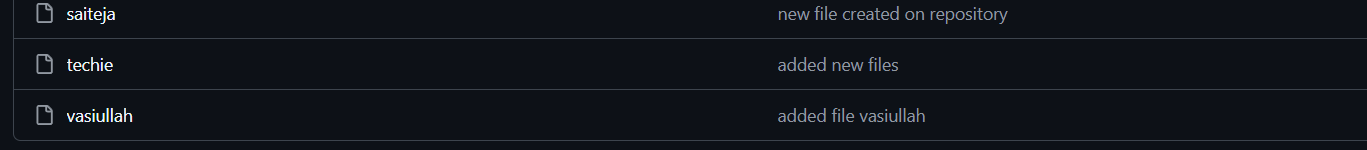 saiteja new file created on repository
techie added new files
vasiullah added file vasiullah